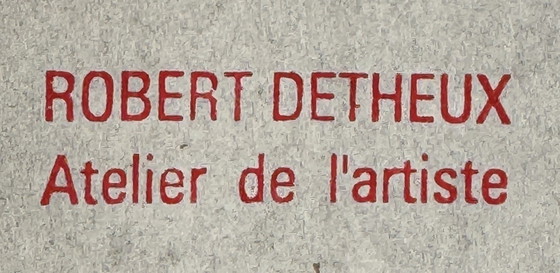 ROBERT DETHEUX
Atelier de l'artiste